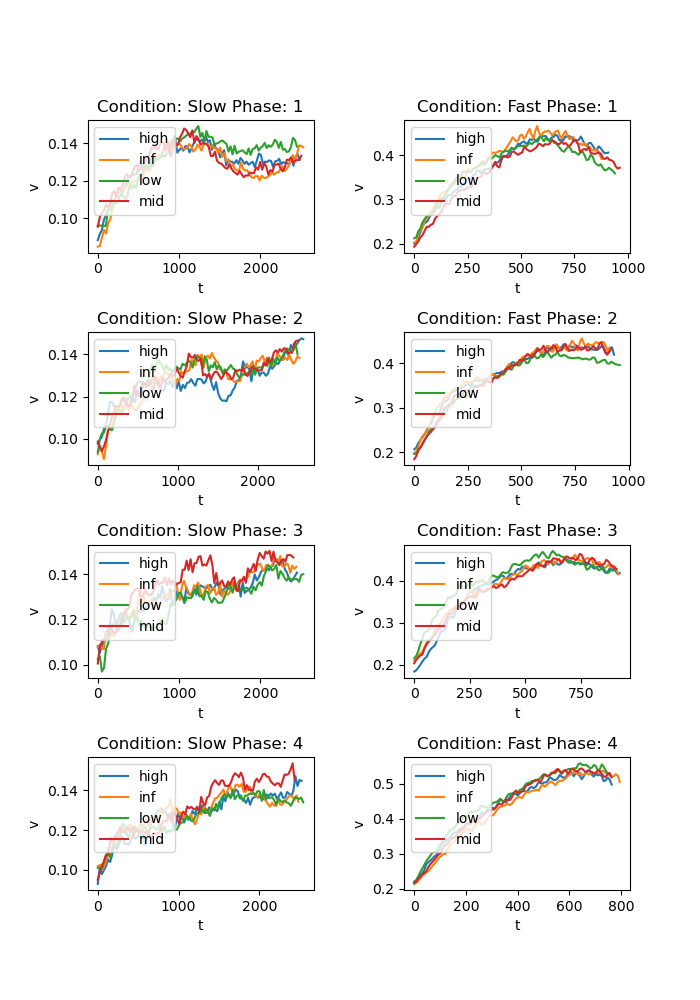 Condition: Slow Phase: 1
0.14
0.12
0.10
v
high
inf
low
mid
0 1000 2000
t
Condition: Fast Phase: 1
0.4
0.3
0.2
v
high
inf
low
mid
0 250 500 750 1000
t
Condition: Slow Phase: 2
0.14
0.12
0.10
v
high
inf
low
mid
0 1000 2000
t
Condition: Fast Phase: 2
0.4
0.3
0.2
v
high
inf
low
mid
0 250 500 750 1000
t
Condition: Slow Phase: 3
0.14
0.12
0.10
v
high
inf
low
mid
0 1000 2000
t
Condition: Fast Phase: 3
0.4
0.3
0.2
v
high
inf
low
mid
0 250 500 750
t
Condition: Slow Phase: 4
0.14
0.12
0.10
v
high
inf
low
mid
0 1000 2000
t
Condition: Fast Phase: 4
0.5
0.4
0.3
0.2
v
high
inf
low
mid
0 200 400 600 800
t